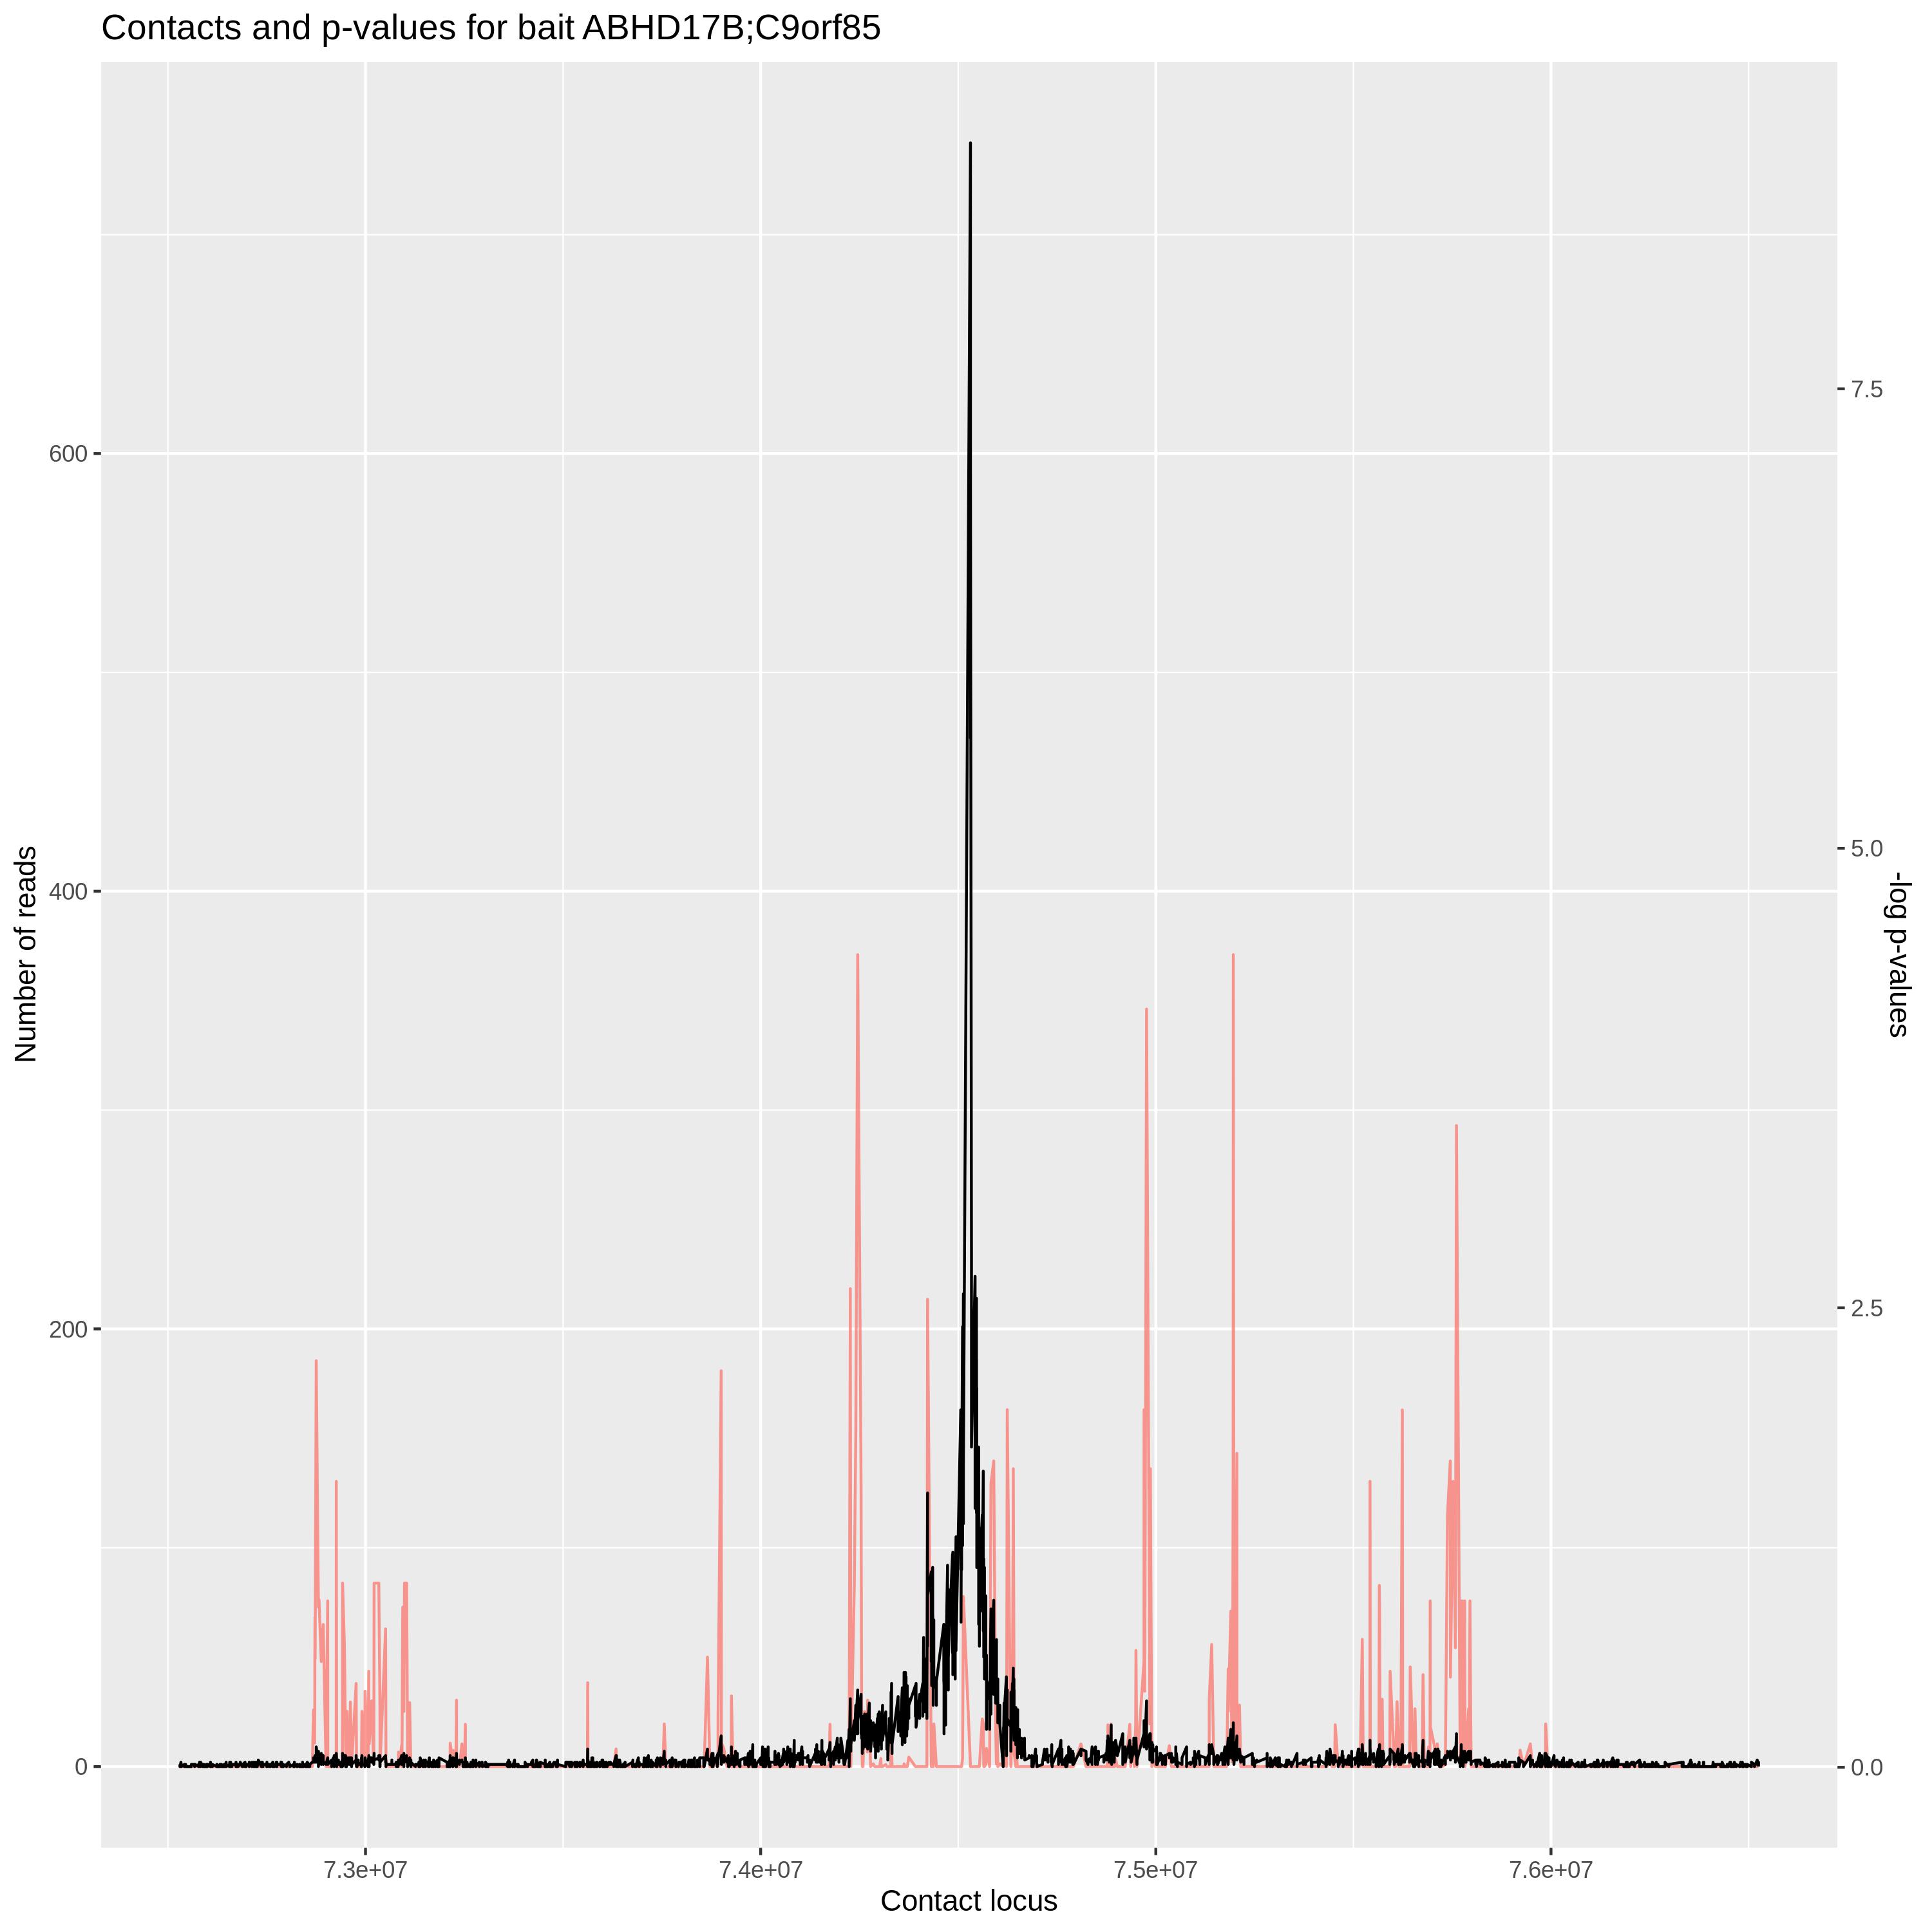 Contacts and p-values for bait ABHD17B;C9orf85
Number of reads
600
400
200
0
7.5
5.0
2.5
0.0
-log p-values
7.3e+07
7.4e+07
7.5e+07
7.6e+07
Contact locus